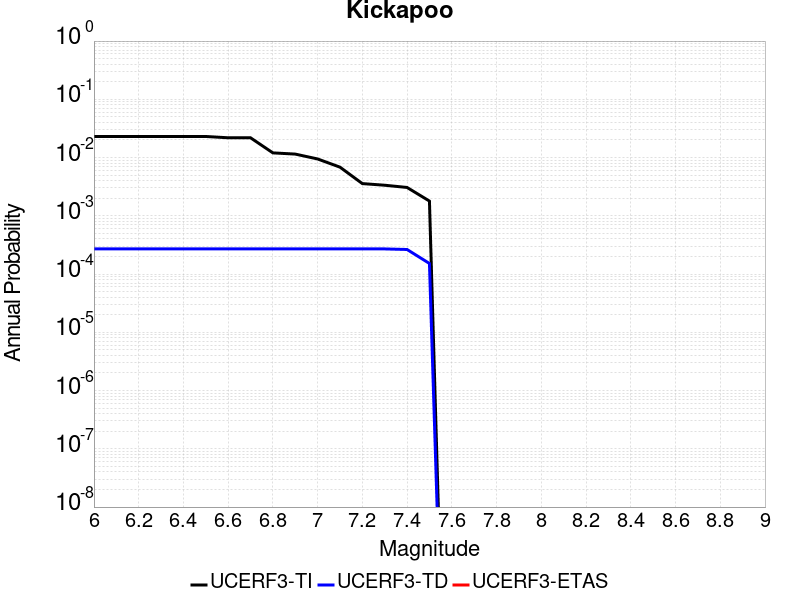 Kickapoo
10^0
10^-1
10^-2
10^-3
10^-4
10^-5
10^-6
10^-7
10^-8
Annual Probability
6 6.2 6.4 6.6 6.8 7 7.2 7.4 7.6 7.8 8 8.2 8.4 8.6 8.8 9
Magnitude
UCERF3-TI UCERF3-TD UCERF3-ETAS